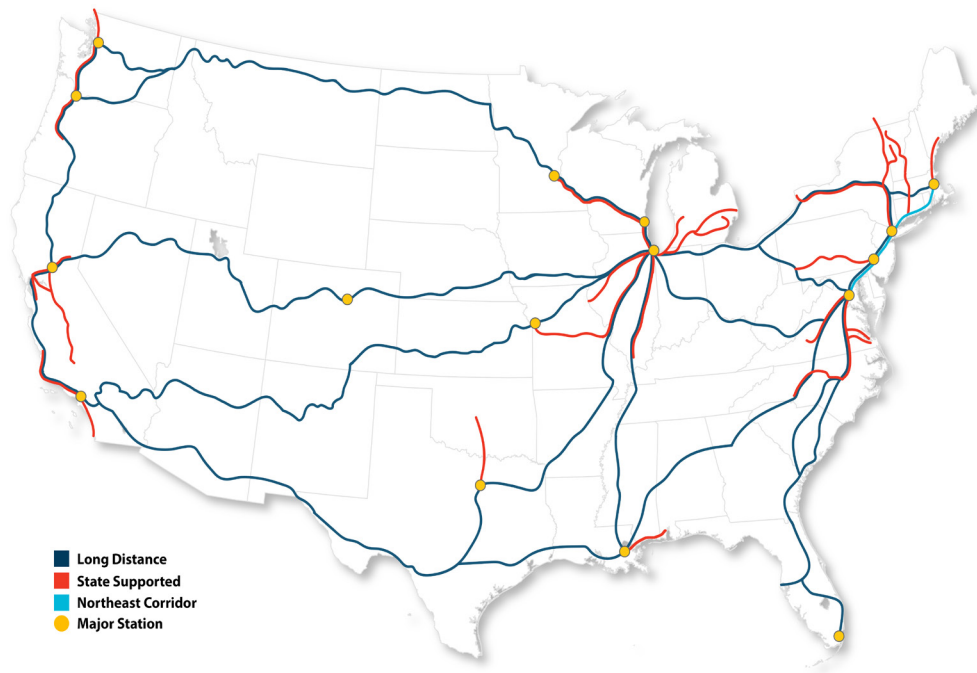 Long Distance
State Supported
Northeast Corridor
Major Station